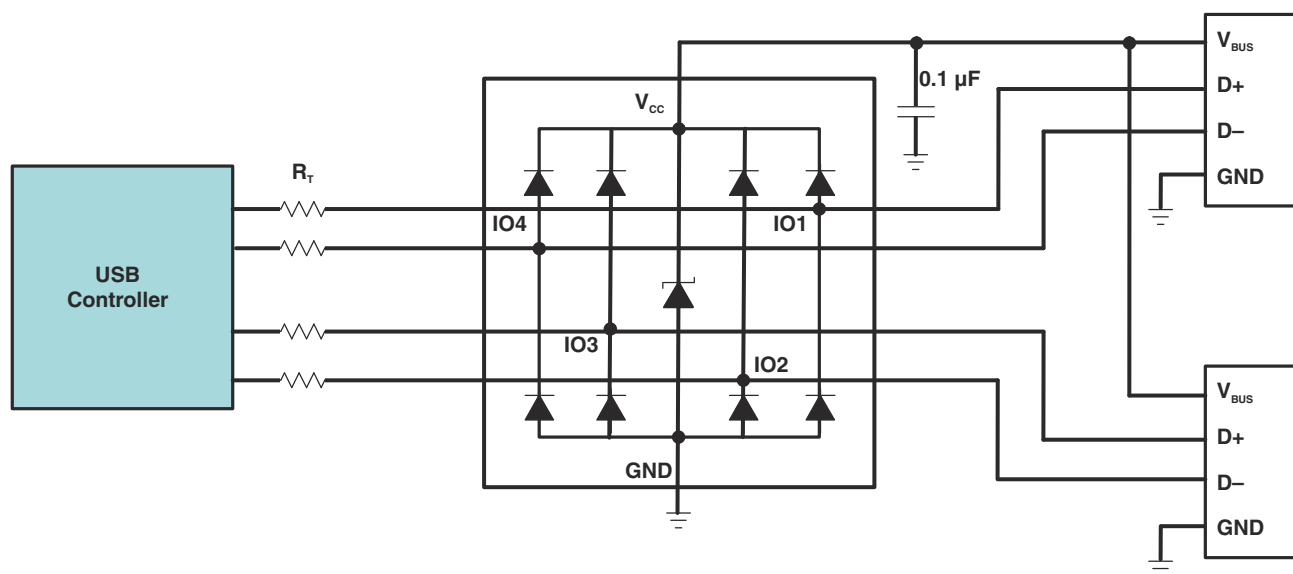 V_BUS
0.1 µF
D+
V_CC
D–
R_T
GND
IO4
IO1
USB
Controller
IO3
IO2
V_BUS
D+
GND
D–
GND